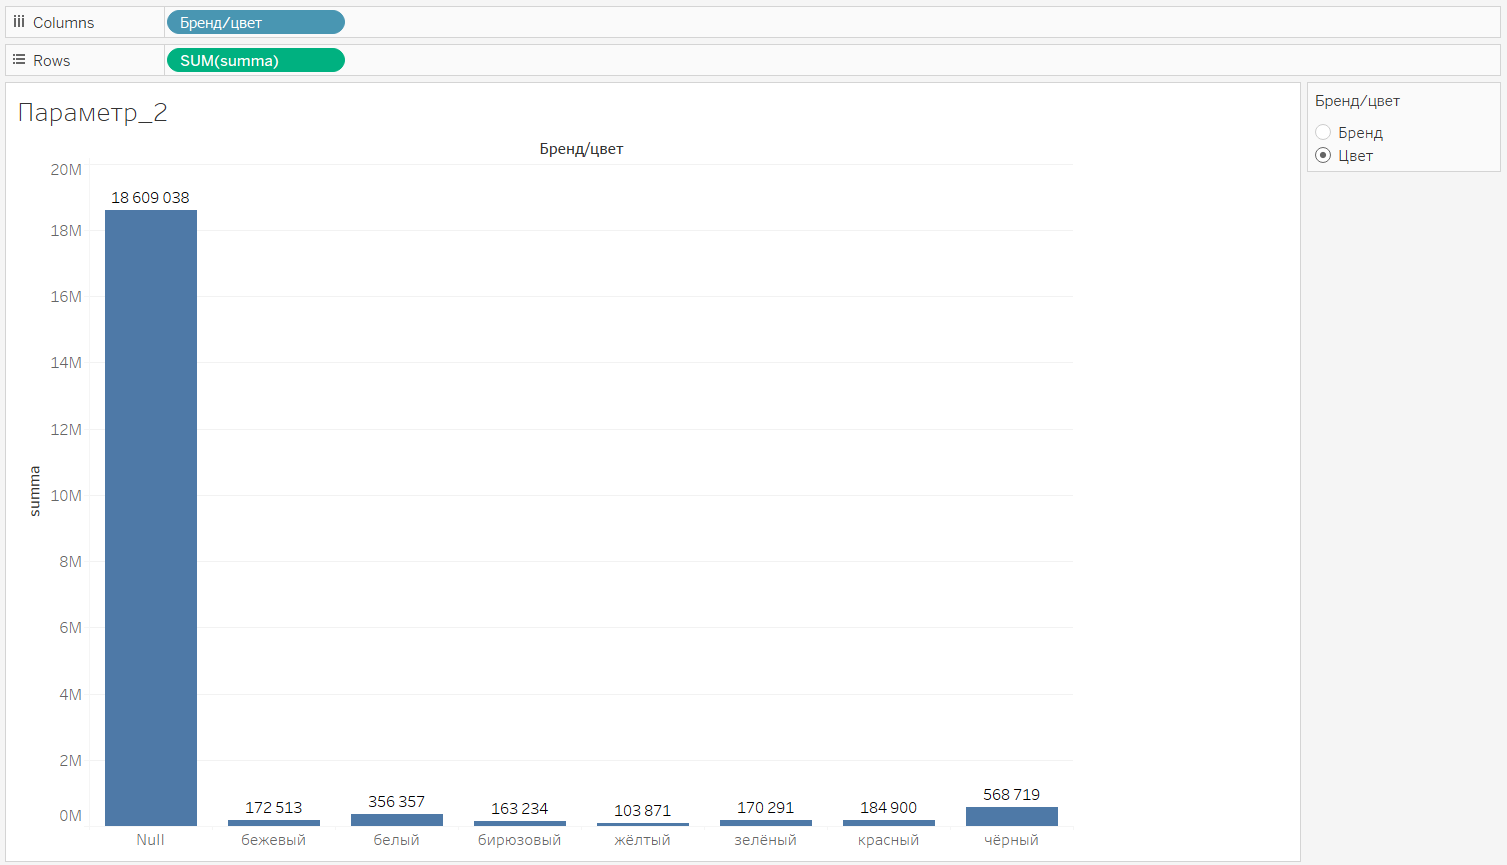 Columns
Бренд/цвет
Rows
SUM(summa)
Параметр_2
Бренд/цвет
Бренд/цвет
Бренд
Цвет
20M
18M
16M
14M
12M
10M
8M
6M
4M
2M
0M
summa
18 609 038
172 513
356 357
163 234
103 871
170 291
184 900
568 719
Null
бежевый
белый
бирюзовый
жёлтый
зелёный
красный
чёрный